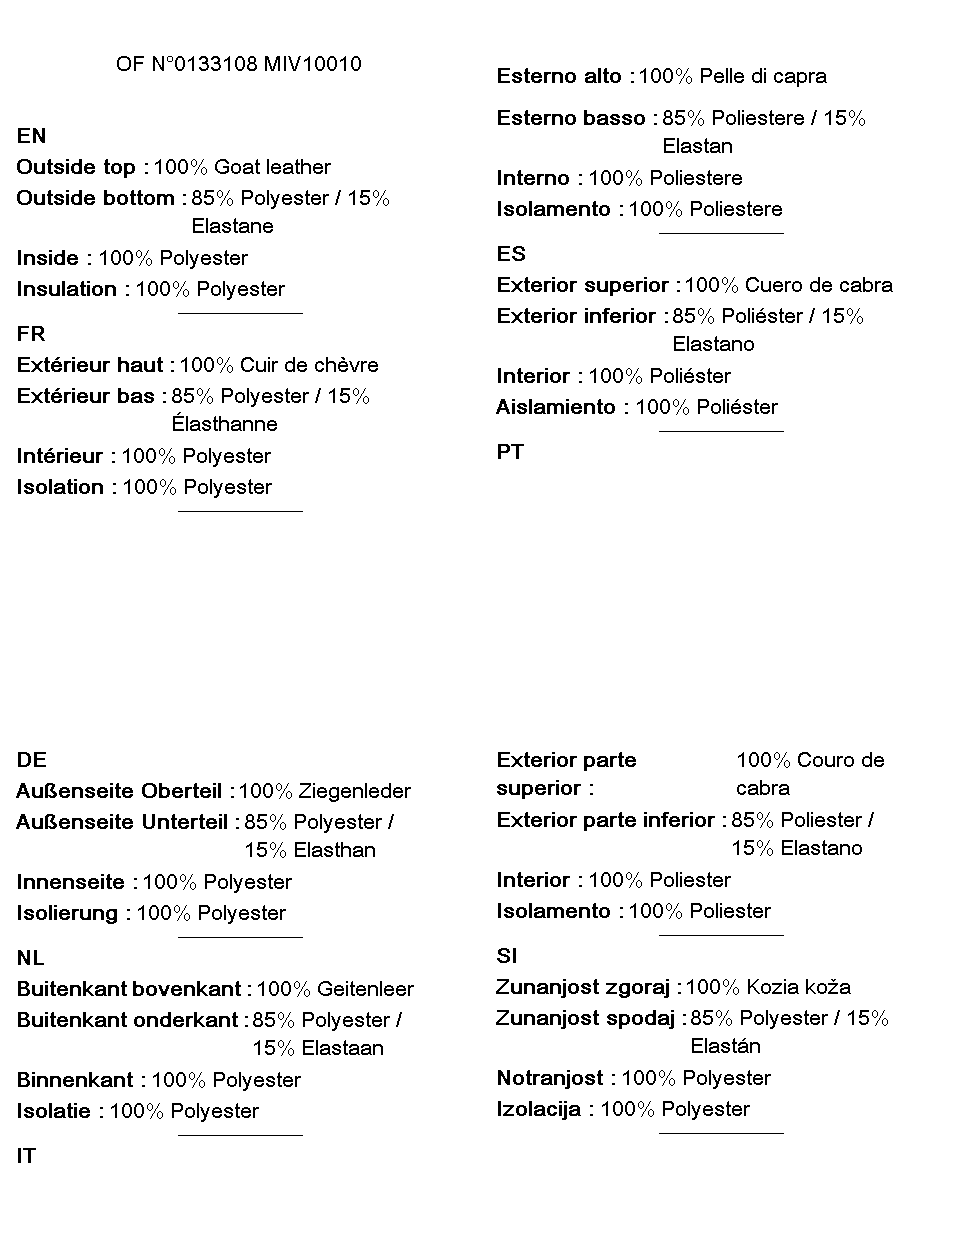 OF N°0133108 MIV10010
EN
Outside top : 100% Goat leather
Outside bottom : 85% Polyester / 15%
Elastane
Inside : 100% Polyester
Insulation : 100% Polyester
FR
Extérieur haut : 100% Cuir de chèvre
Extérieur bas : 85% Polyester / 15%
Élasthanne
Intérieur : 100% Polyester
Isolation : 100% Polyester
DE
Außenseite Oberteil : 100% Ziegenleder
Außenseite Unterteil : 85% Polyester /
15% Elasthan
Innenseite : 100% Polyester
Isolierung : 100% Polyester
NL
Buitenkant bovenkant : 100% Geitenleer
Buitenkant onderkant : 85% Polyester /
15% Elastaan
Binnenkant : 100% Polyester
Isolatie : 100% Polyester
IT
Esterno alto : 100% Pelle di capra
Esterno basso : 85% Poliestere / 15%
Elastan
Interno : 100% Poliestere
Isolamento : 100% Poliestere
ES
Exterior superior : 100% Cuero de cabra
Exterior inferior : 85% Poliéster / 15%
Elastano
Interior : 100% Poliéster
Aislamiento : 100% Poliéster
PT
Exterior parte 100% Couro de
superior : cabra
Exterior parte inferior : 85% Poliester /
15% Elastano
Interior : 100% Poliester
Isolamento : 100% Poliester
SI
Zunanjost zgoraj : 100% Kozia koža
Zunanjost spodaj : 85% Polyester / 15%
Elastán
Notranjost : 100% Polyester
Izolacija : 100% Polyester